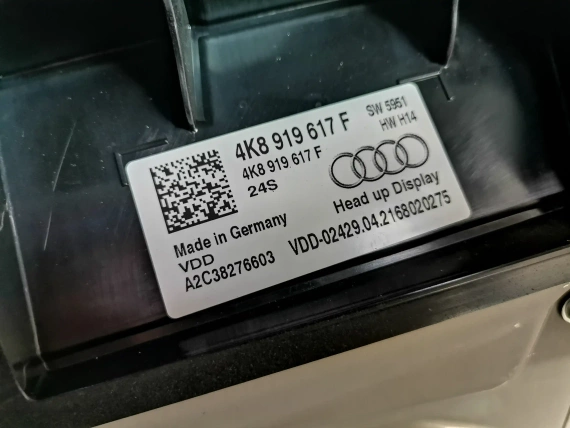 4K8 919 617 F SW 5951
4K8 919 617 F HW H14
24S
Head up Display
Made in Germany
VDD VDD-02429.04.2168020275
A2C38276603